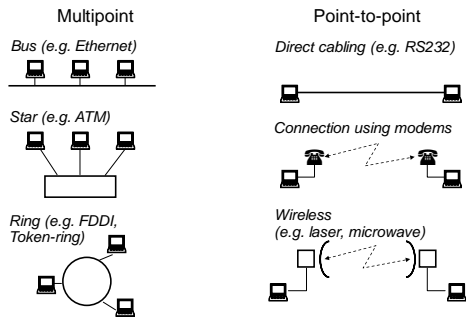 Multipoint
Bus (e.g. Ethernet)
Star (e.g. ATM)
Ring (e.g. FDDI,
Token-ring)
Point-to-point
Direct cabling (e.g. RS232)
Connection using modems
Wireless
(e.g. laser, microwave)